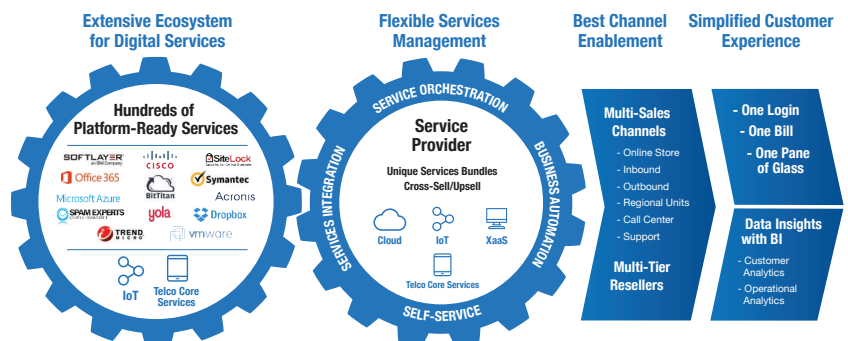 Extensive Ecosystem
for Digital Services
Hundreds of
Platform-Ready Services
SOFTLAYER
an IBM Company
CISCO
SiteLock
Office 365
BitTitan
Symantec
Microsoft Azure
Acronis
SPAM EXPERTS
yola
Dropbox
TREND
MICRO
vmware
IoT
Telco Core
Services
Flexible Services
Management
SERVICE ORCHESTRATION
SERVICES INTEGRATION
BUSINESS AUTOMATION
SELF-SERVICE
Service
Provider
Unique Services Bundles
Cross-Sell/Upsell
Cloud
IoT
XaaS
Telco Core Services
Best Channel
Enablement
Multi-Sales
Channels
- Online Store
- Inbound
- Outbound
- Regional Units
- Call Center
- Support
Multi-Tier
Resellers
Simplified Customer
Experience
- One Login
- One Bill
- One Pane
of Glass
Data Insights
with BI
- Customer
Analytics
- Operational
Analytics